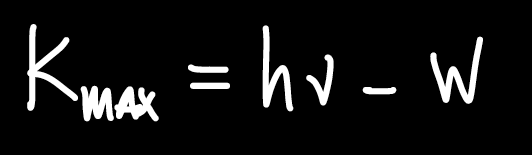 K_MAX = hν - W